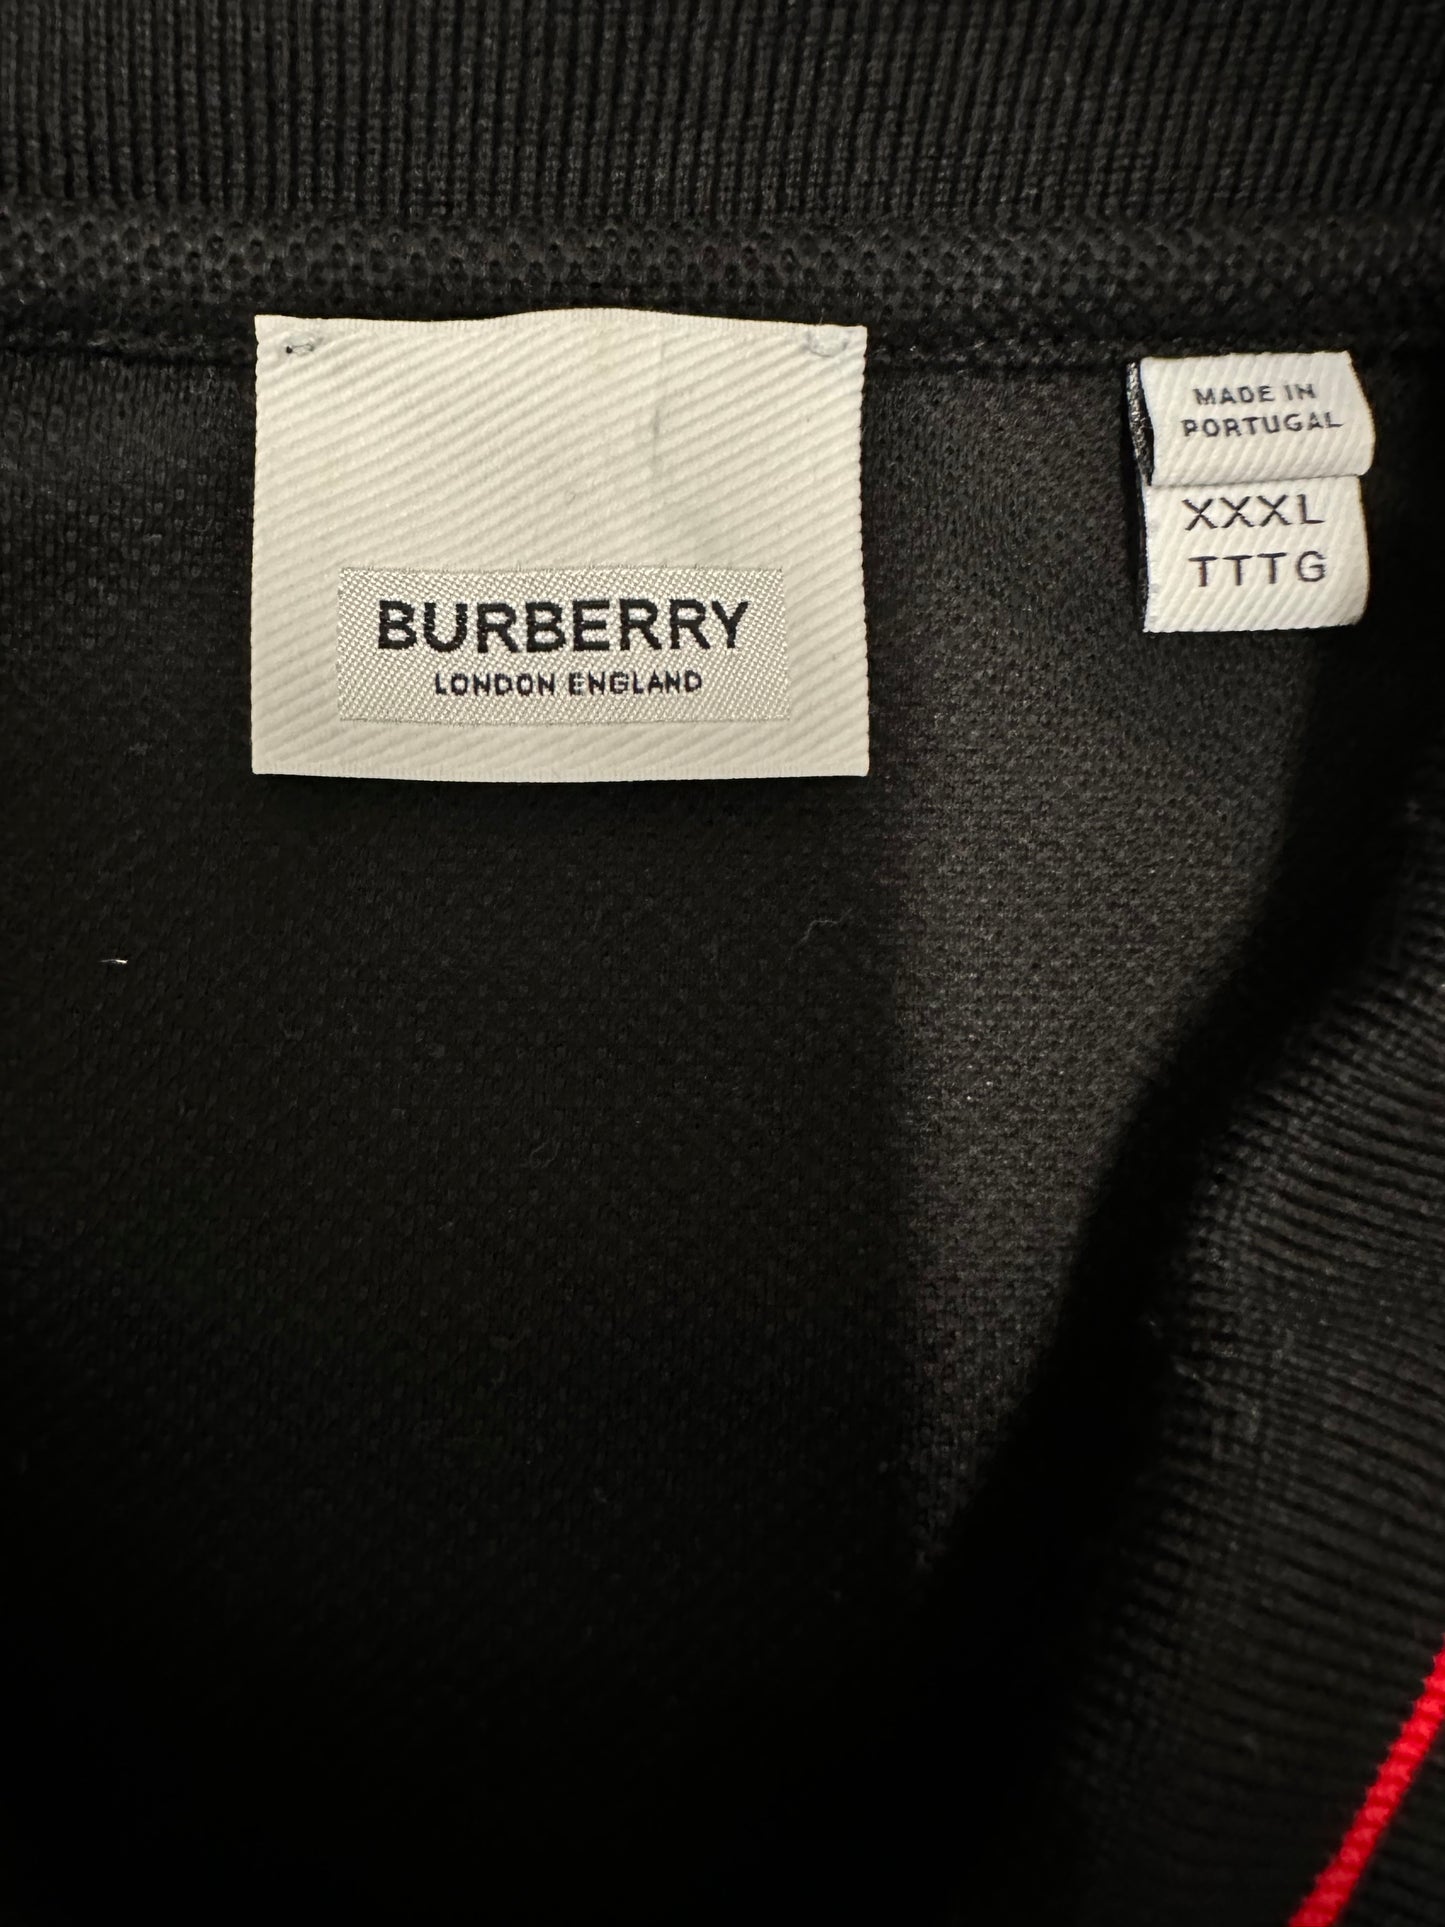 BURBERRY
LONDON ENGLAND
MADE IN
PORTUGAL
XXXL
TTTG